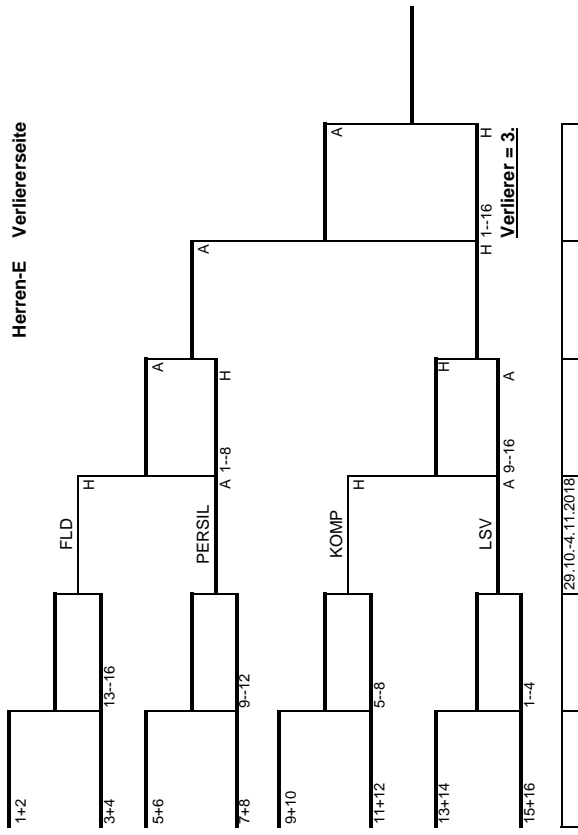 Herren-E Verliererseite
1+2
3+4
13--16
5+6
7+8
9--12
9+10
11+12
5--8
13+14
15+16
1--4
FLD
H
PERSIL
A 1--8
KOMP
H
LSV
A 9--16
A
H
H
A
A
H 1--16
A
H
Verlierer = 3.
29.10.-4.11.2018